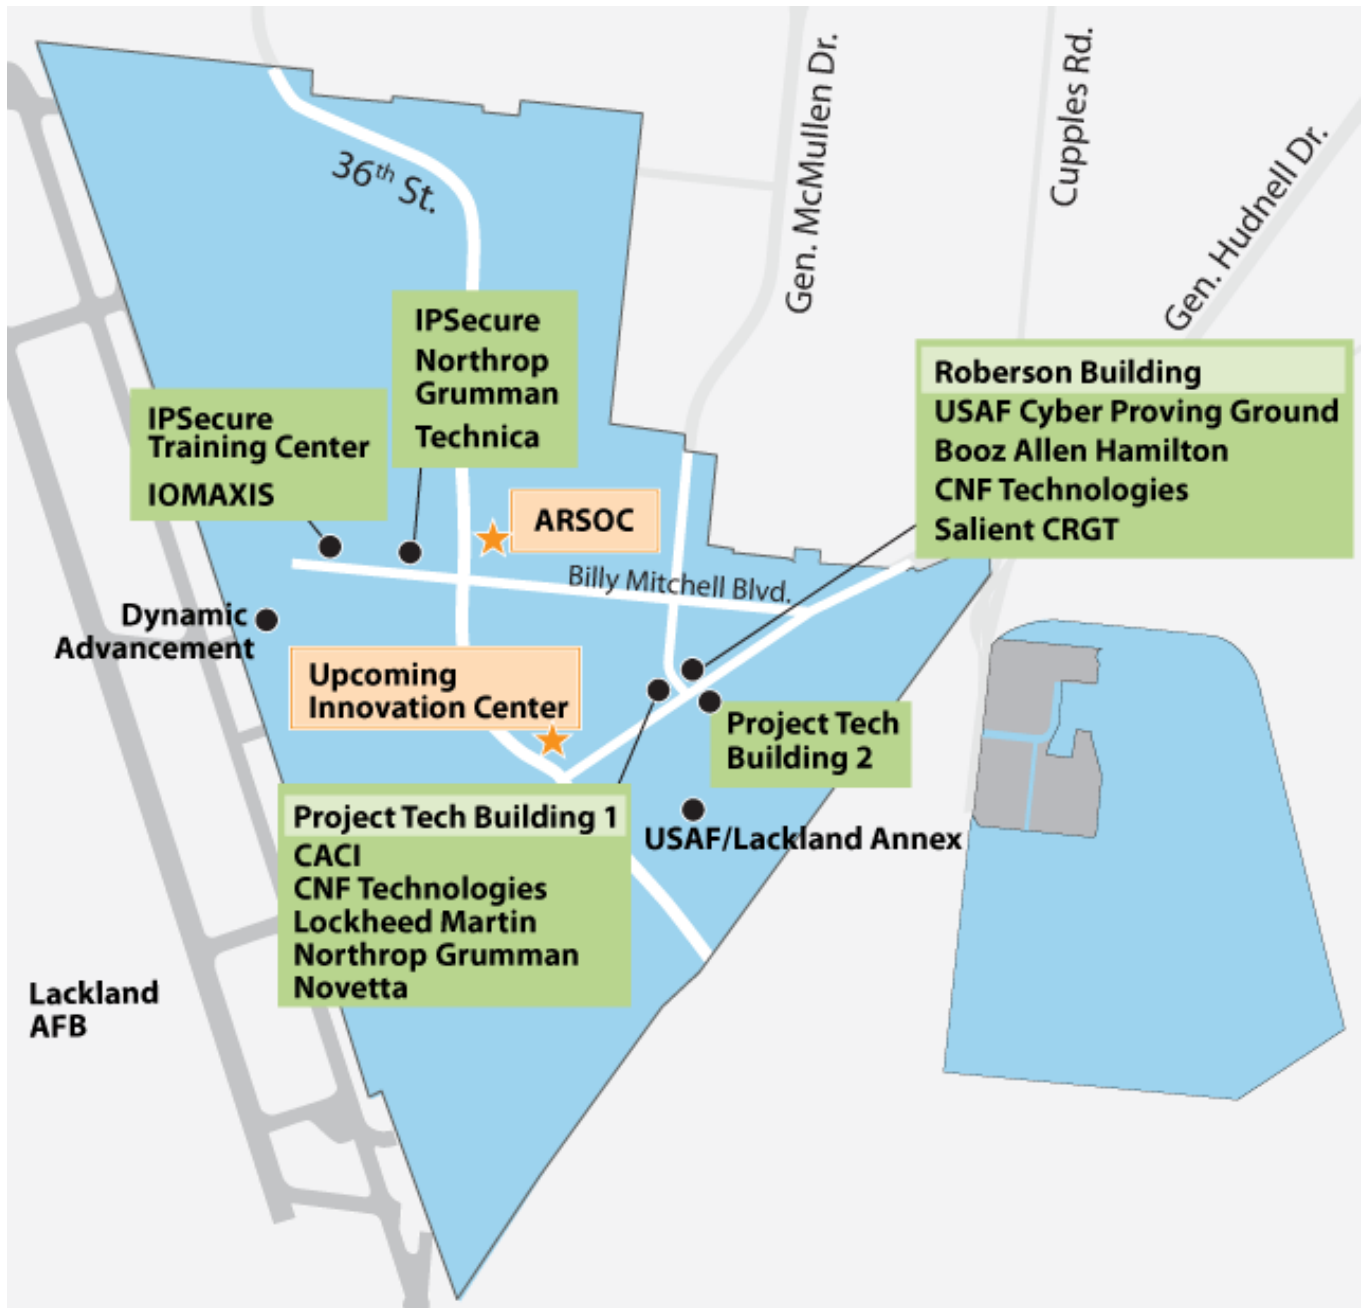 36th St.
Gen. McMullen Dr.
Cupples Rd.
Gen. Hudnell Dr.
IPSecure
Northrop
Grumman
Technica
IPSecure
Training Center
IOMAXIS
Roberson Building
USAF Cyber Proving Ground
Booz Allen Hamilton
CNF Technologies
Salient CRGT
ARSOC
Billy Mitchell Blvd.
Dynamic
Advancement
Upcoming
Innovation Center
Project Tech
Building 2
Project Tech Building 1
CACI
CNF Technologies
Lockheed Martin
Northrop Grumman
Novetta
USAF/Lackland Annex
Lackland
AFB